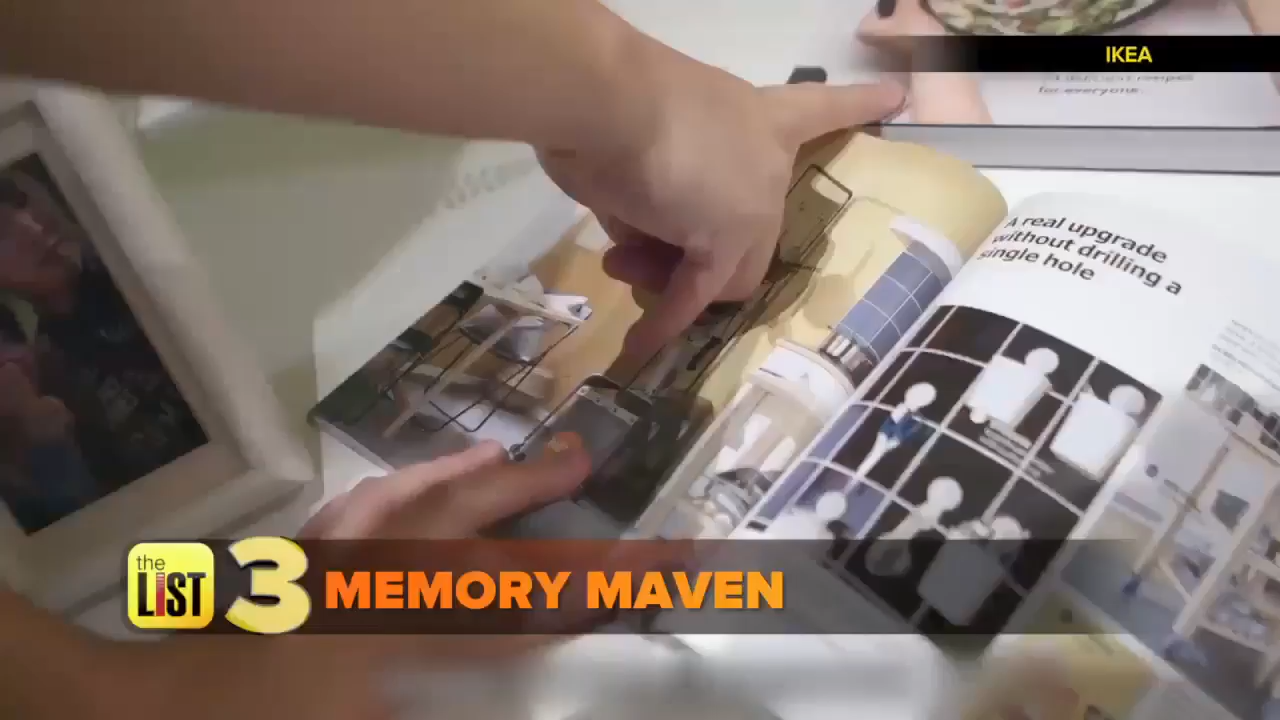 IKEA
for everyone.
A real upgrade
without drilling a
single hole
the
LIST
3 MEMORY MAVEN